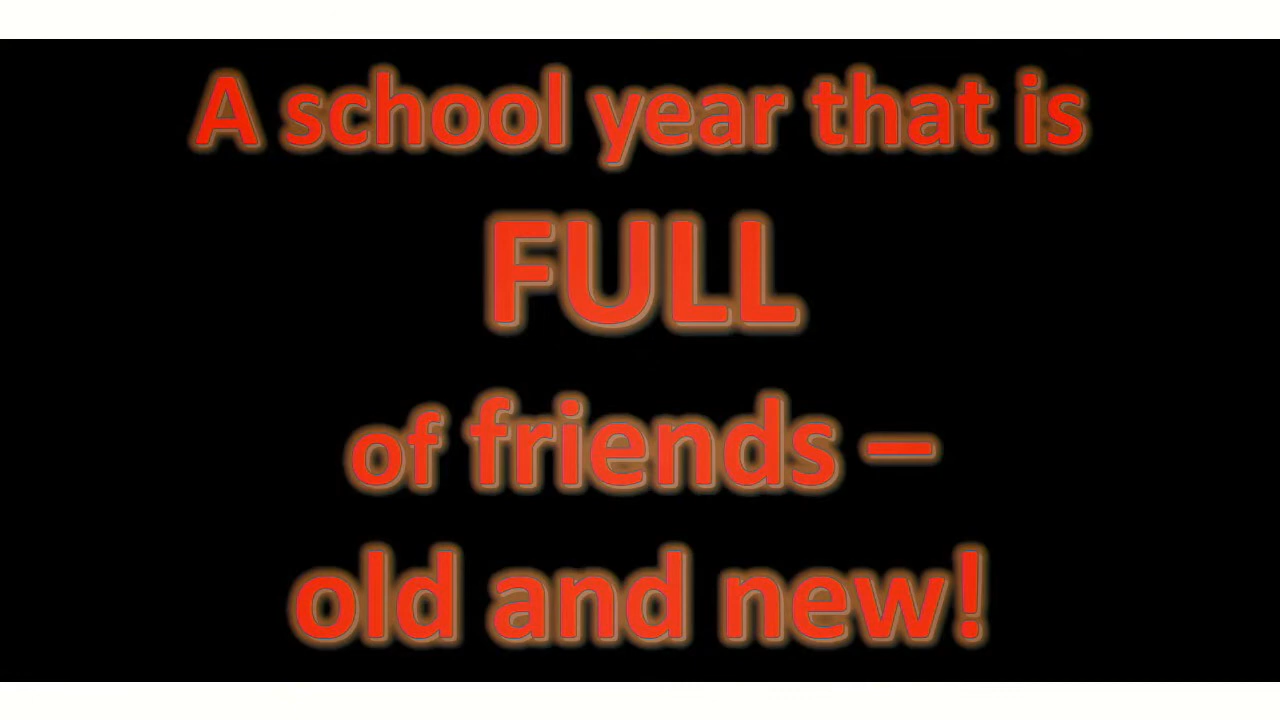 A school year that is
FULL
of friends –
old and new!